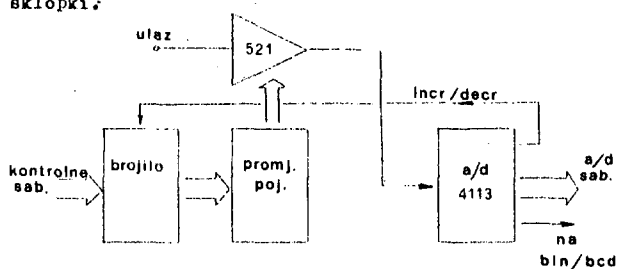 sklopki.
ulaz
521
incr/decr
kontrolne
sab.
brojilo
promj.
poj.
a/d
4113
a/d
sab.
na
bin/bcd